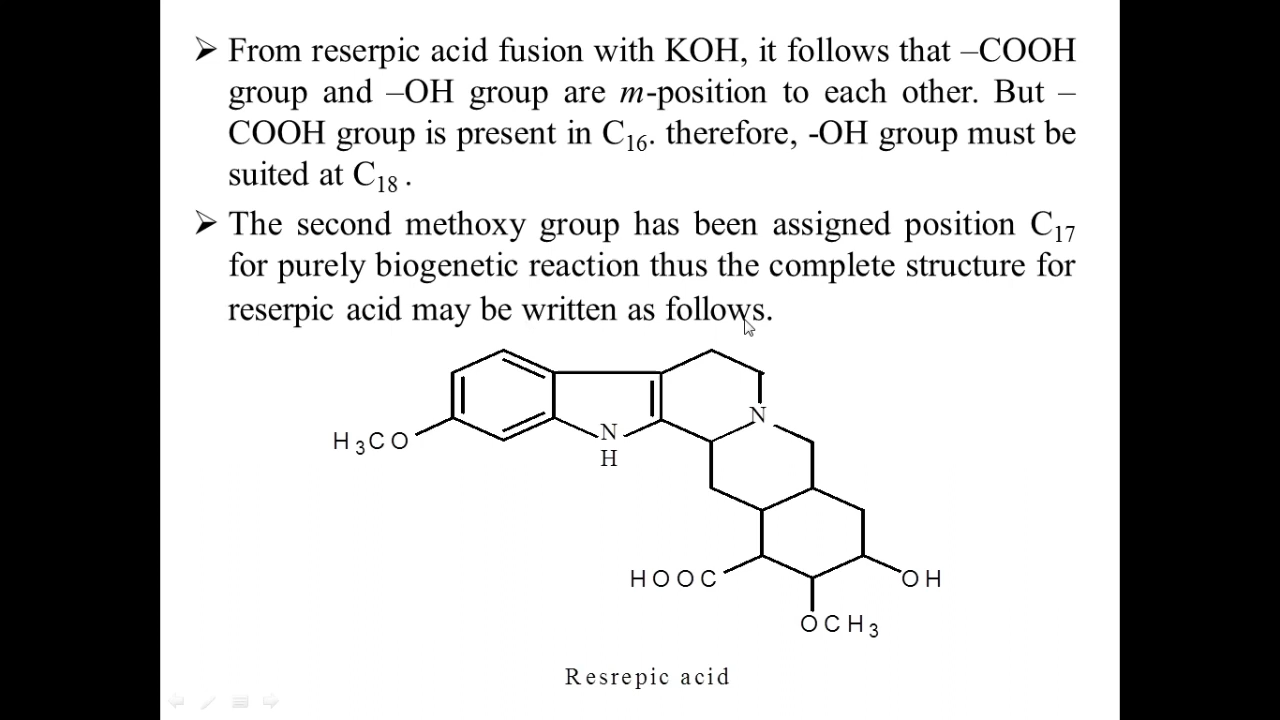 ➢ From reserpic acid fusion with KOH, it follows that –COOH
group and –OH group are m-position to each other. But –
COOH group is present in C₁₆. therefore, -OH group must be
suited at C₁₈ .
➢ The second methoxy group has been assigned position C₁₇
for purely biogenetic reaction thus the complete structure for
reserpic acid may be written as follows.
N
H₃CO
N
H
HOOC
OH
OCH₃
Resrepic acid